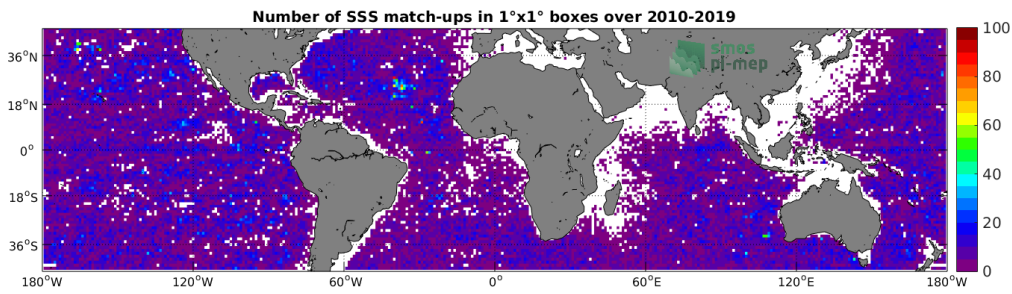 Number of SSS match-ups in 1°x1° boxes over 2010-2019
smos
pi-mep
36°N
18°N
0°
18°S
36°S
180°W
120°W
60°W
0°
60°E
120°E
180°W
100
80
60
40
20
0